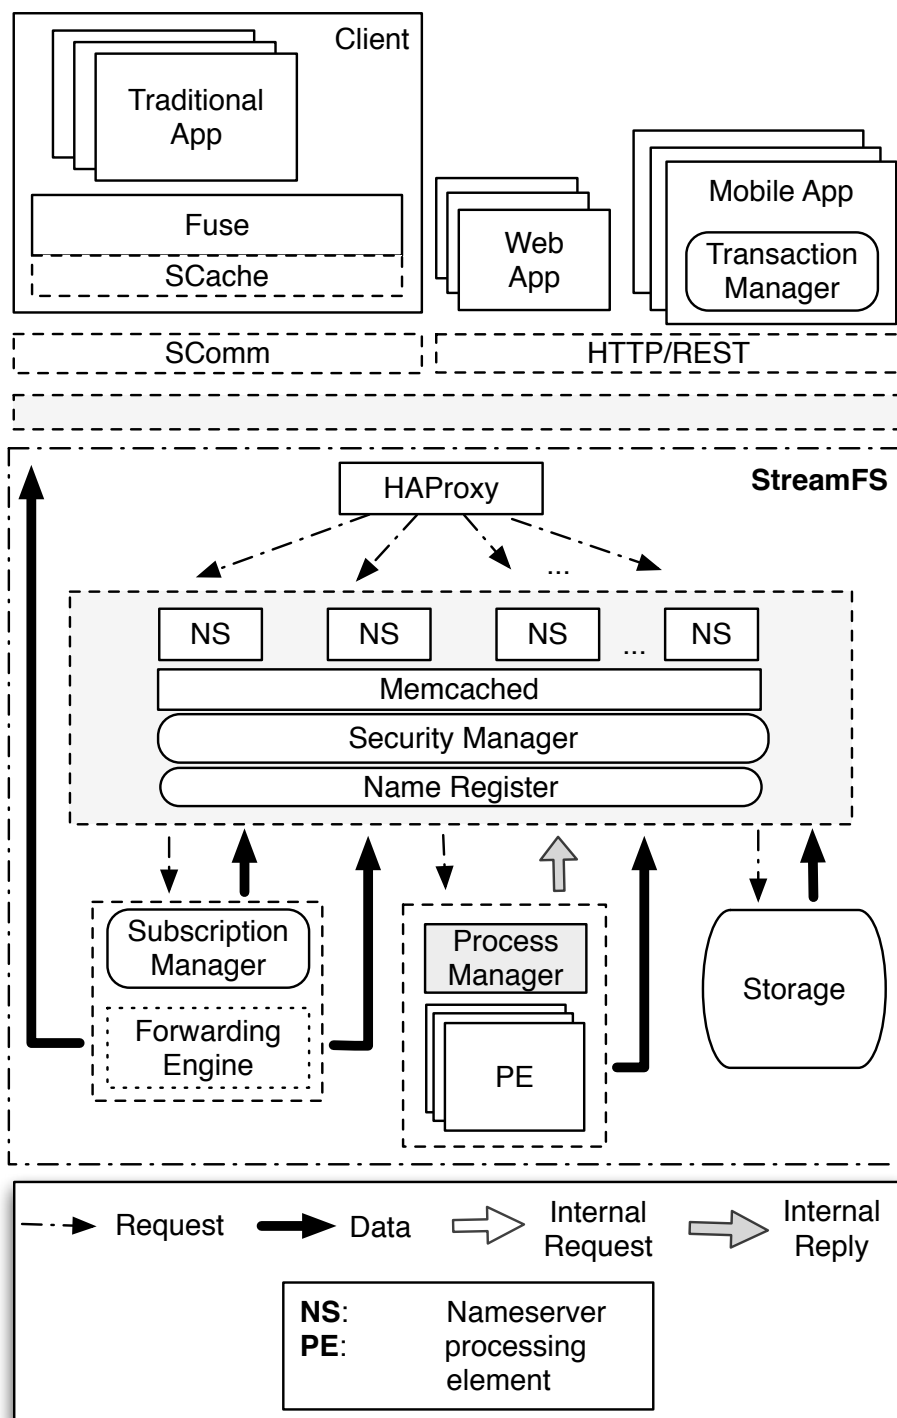 Client
Traditional
App
Fuse
SCache
Web
App
Mobile App
Transaction
Manager
SComm
HTTP/REST
StreamFS
HAProxy
...
NS
NS
NS
...
NS
Memcached
Security Manager
Name Register
Subscription
Manager
Forwarding
Engine
Process
Manager
PE
Storage
Request
Data
Internal
Request
Internal
Reply
NS: Nameserver
PE: processing
element